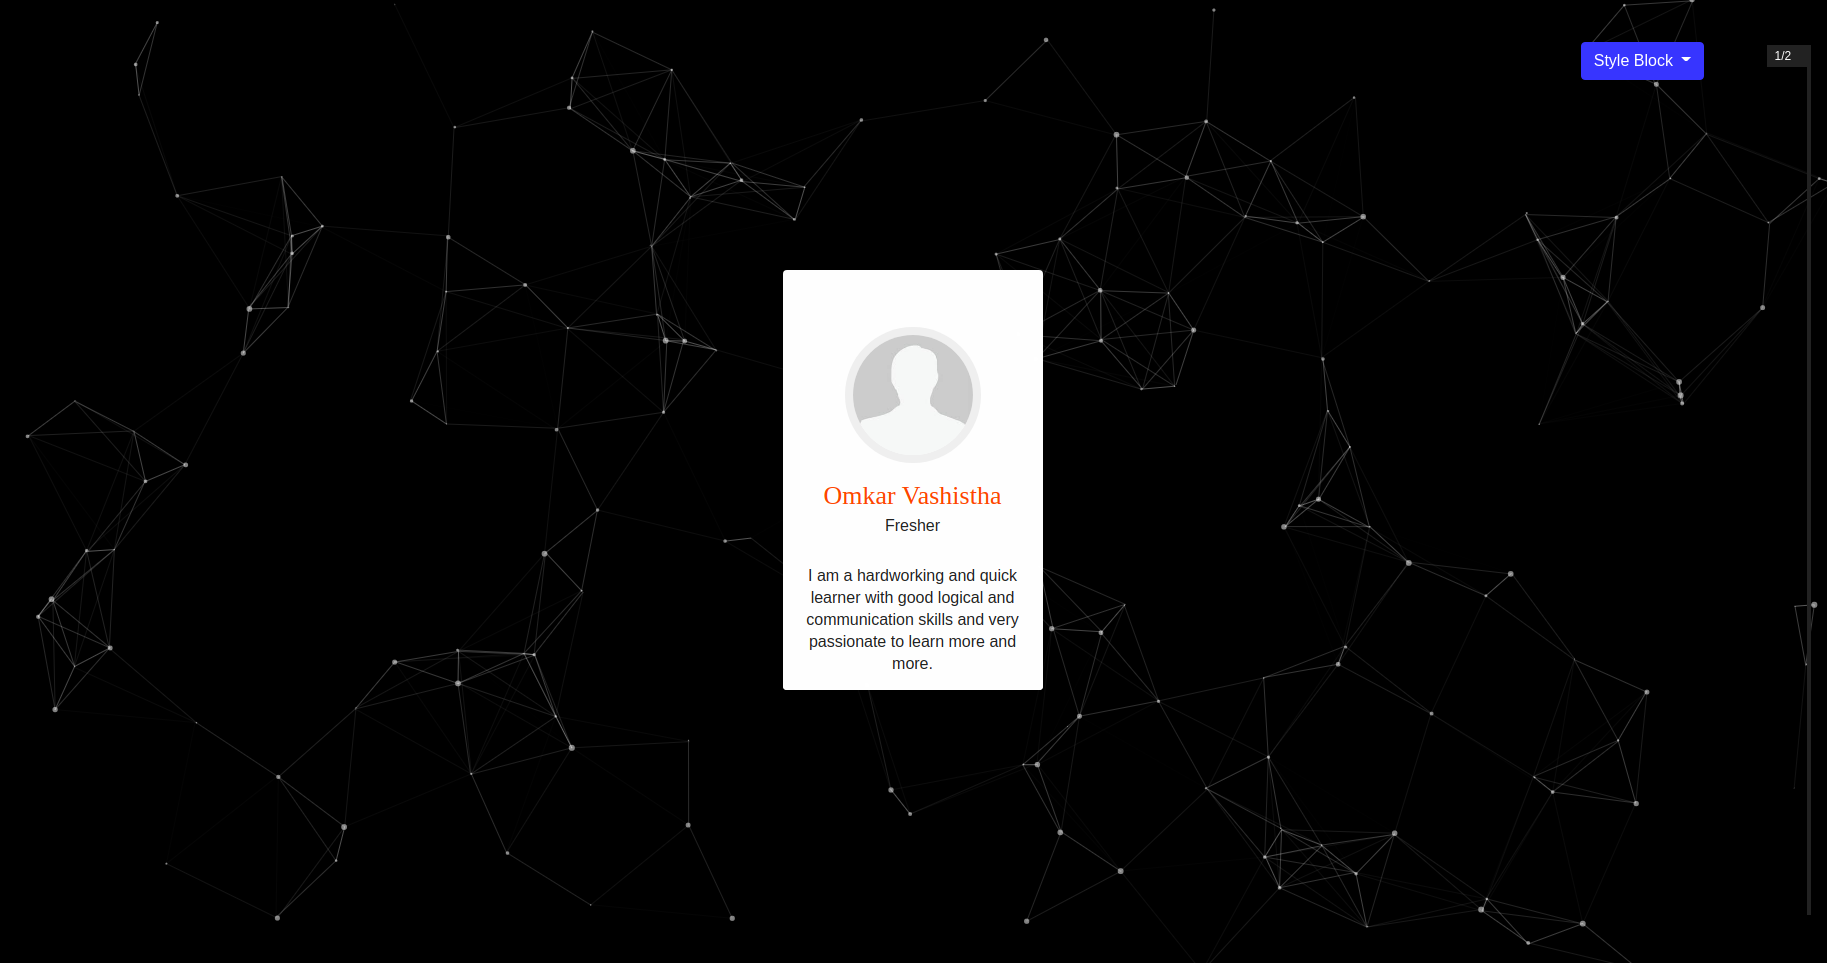 Style Block
1/2
Omkar Vashistha
Fresher
I am a hardworking and quick
learner with good logical and
communication skills and very
passionate to learn more and
more.